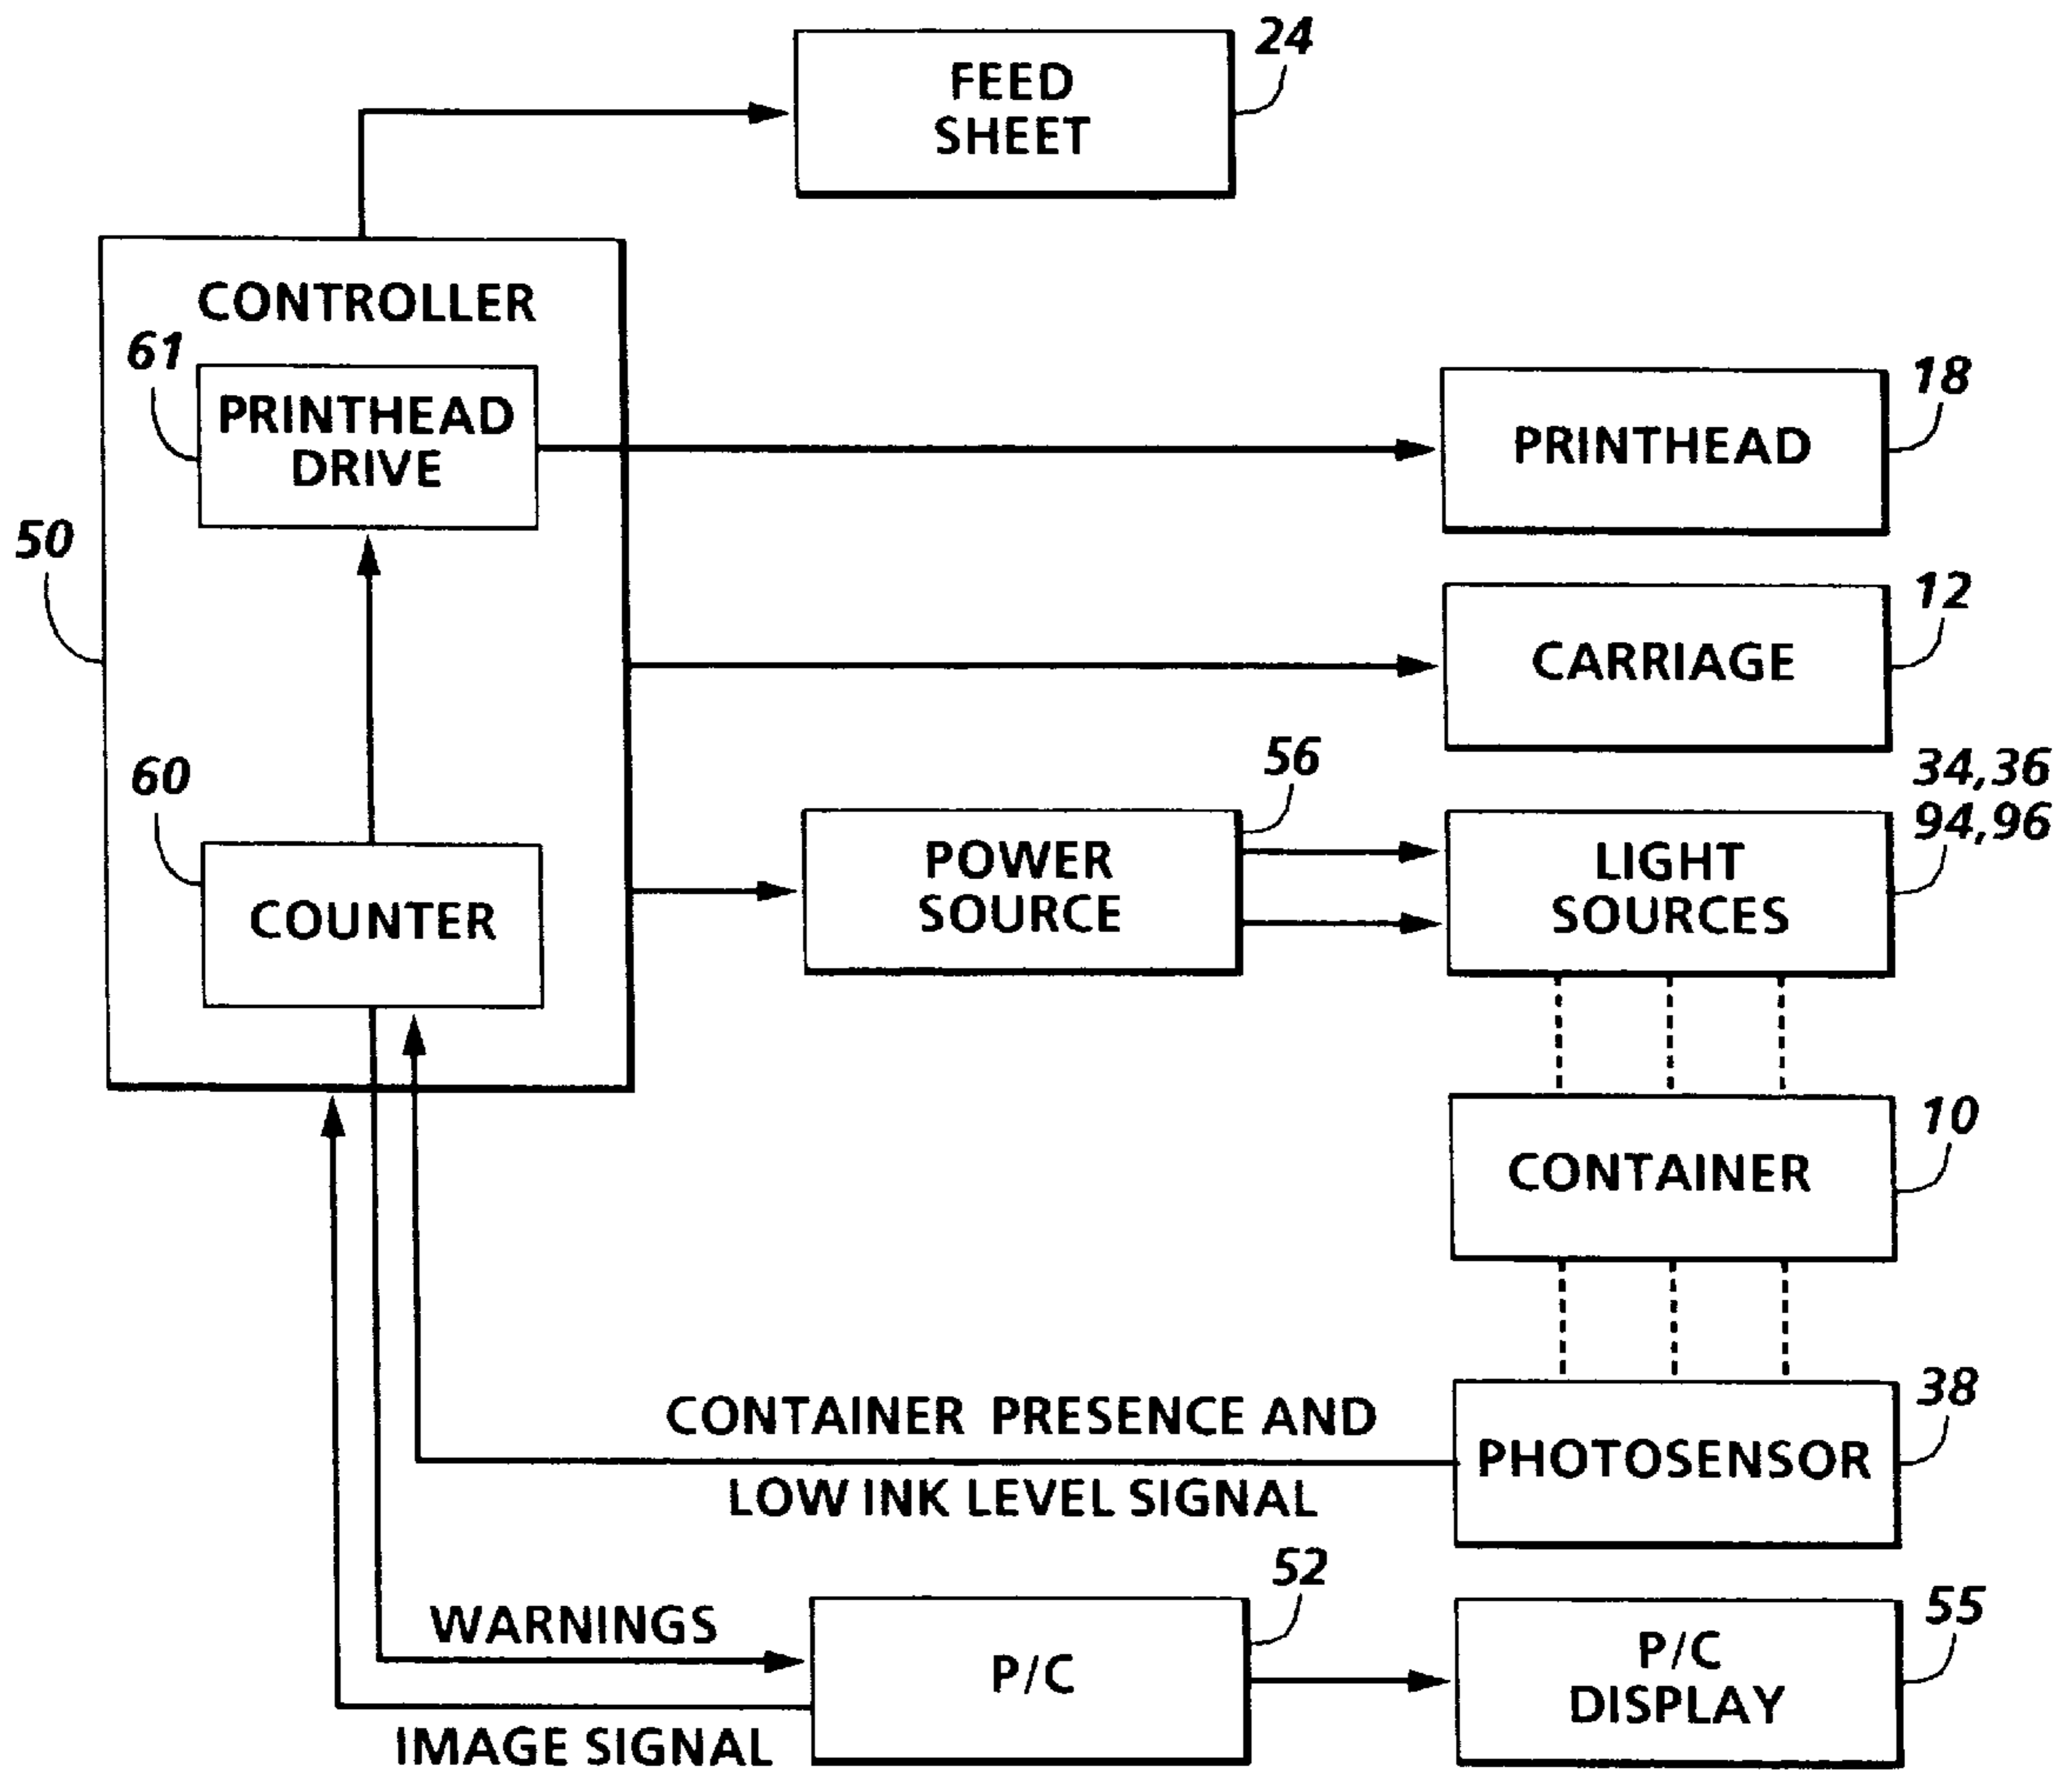 24
FEED
SHEET
CONTROLLER
61
PRINTHEAD
DRIVE
18
PRINTHEAD
50
12
CARRIAGE
60
COUNTER
56
POWER
SOURCE
34,36
94,96
LIGHT
SOURCES
10
CONTAINER
CONTAINER PRESENCE AND
LOW INK LEVEL SIGNAL
38
PHOTOSENSOR
WARNINGS
IMAGE SIGNAL
52
P/C
55
P/C
DISPLAY